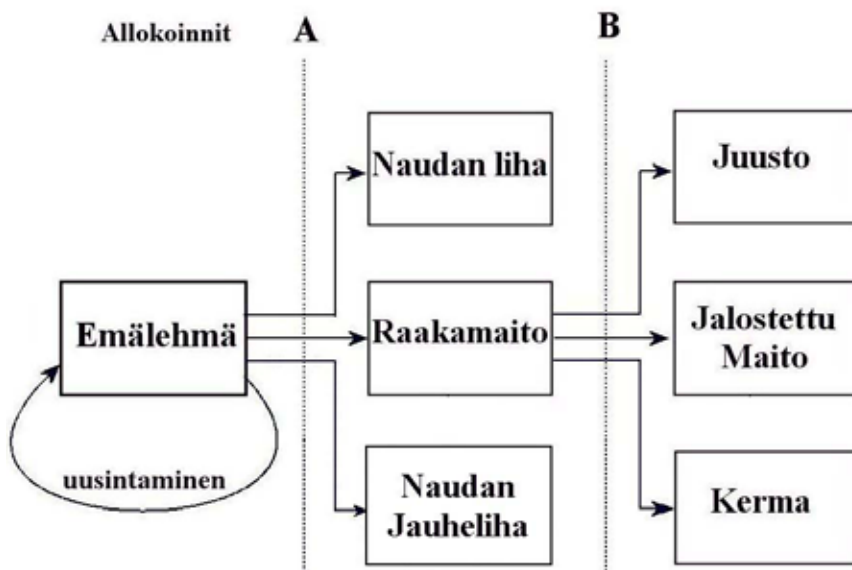 Allokoinnit
A
B
Naudan liha
Juusto
Emälehmä
Raakamaito
Jalostettu
Maito
uusintaminen
Naudan
Jauheliha
Kerma